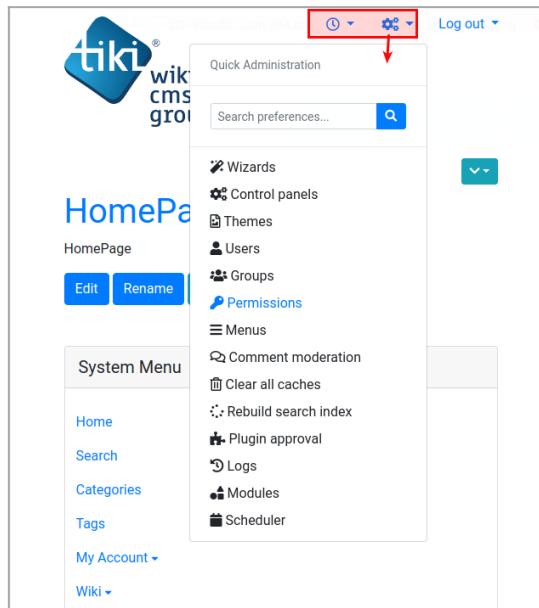 Log out
tiki
®
wik
cms
grou
Quick Administration
Search preferences...
Wizards
Control panels
Themes
Users
Groups
Permissions
Menus
Comment moderation
Clear all caches
Rebuild search index
Plugin approval
Logs
Modules
Scheduler
HomePa
HomePage
Edit Rename
System Menu
Home
Search
Categories
Tags
My Account
Wiki